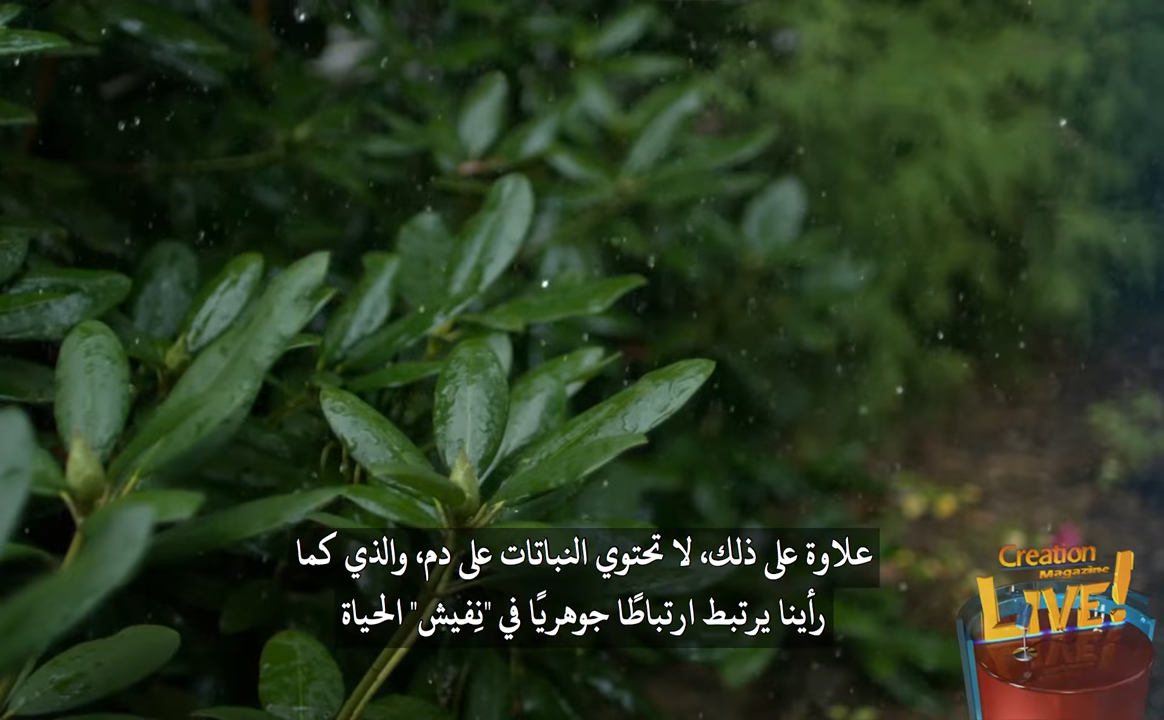 علاوة على ذلك، لا تحتوي النباتات على دم، والذي كما
رأينا يرتبط ارتباطًا جوهريًا في "نِفيش" الحياة
Creation
Magazine
LIVE!